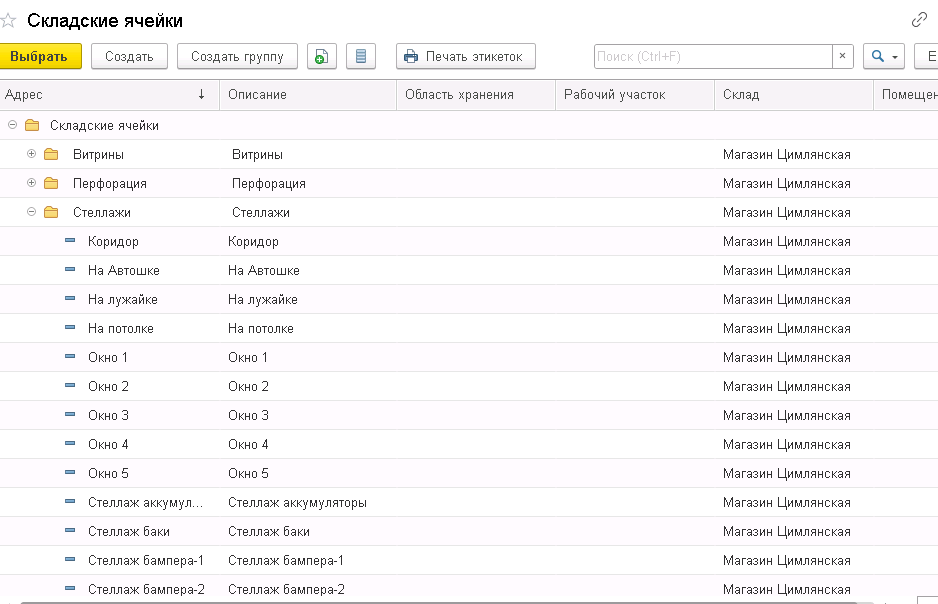 Складские ячейки
Выбрать Создать Создать группу Печать этикеток Поиск (Ctrl+F) × Е
Адрес ↓ Описание Область хранения Рабочий участок Склад Помещен
Складские ячейки
Витрины Витрины Магазин Цимлянская
Перфорация Перфорация Магазин Цимлянская
Стеллажи Стеллажи Магазин Цимлянская
Коридор Коридор Магазин Цимлянская
На Автошке На Автошке Магазин Цимлянская
На лужайке На лужайке Магазин Цимлянская
На потолке На потолке Магазин Цимлянская
Окно 1 Окно 1 Магазин Цимлянская
Окно 2 Окно 2 Магазин Цимлянская
Окно 3 Окно 3 Магазин Цимлянская
Окно 4 Окно 4 Магазин Цимлянская
Окно 5 Окно 5 Магазин Цимлянская
Стеллаж аккумул... Стеллаж аккумуляторы Магазин Цимлянская
Стеллаж баки Стеллаж баки Магазин Цимлянская
Стеллаж бампера-1 Стеллаж бампера-1 Магазин Цимлянская
Стеллаж бампера-2 Стеллаж бампера-2 Магазин Цимлянская